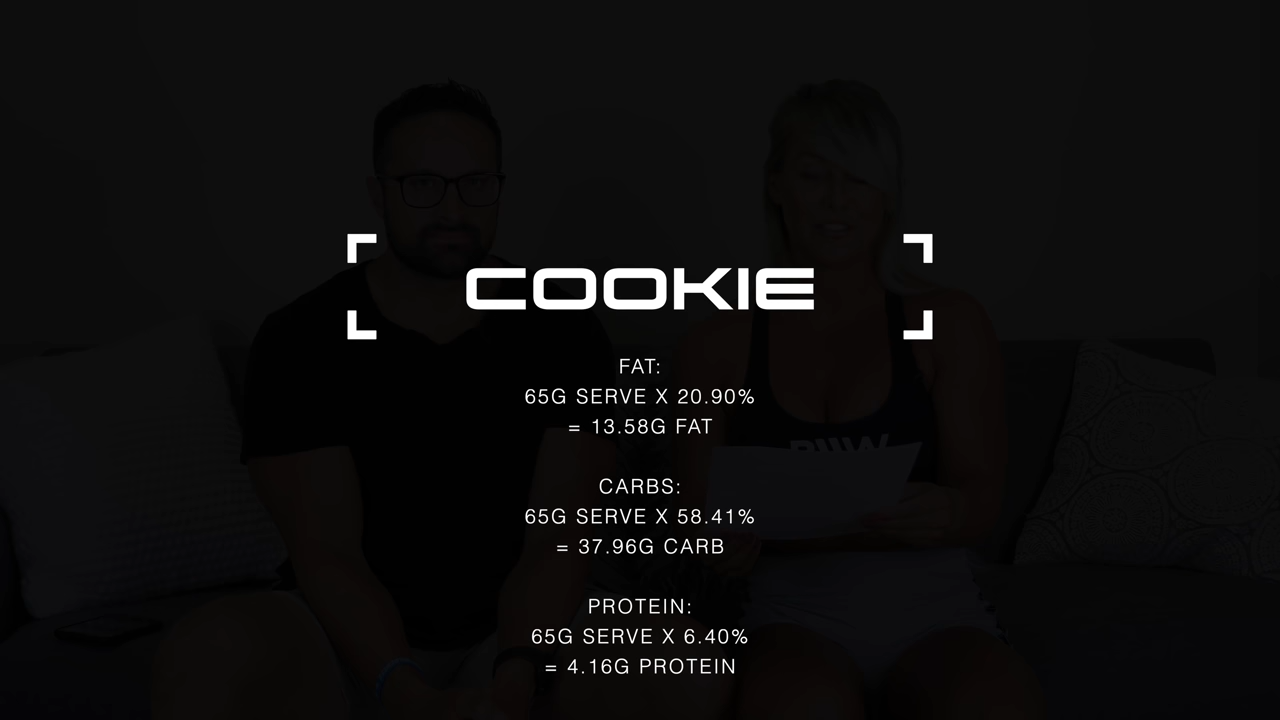 COOKIE
FAT:
65G SERVE X 20.90%
= 13.58G FAT
CARBS:
65G SERVE X 58.41%
= 37.96G CARB
PROTEIN:
65G SERVE X 6.40%
= 4.16G PROTEIN